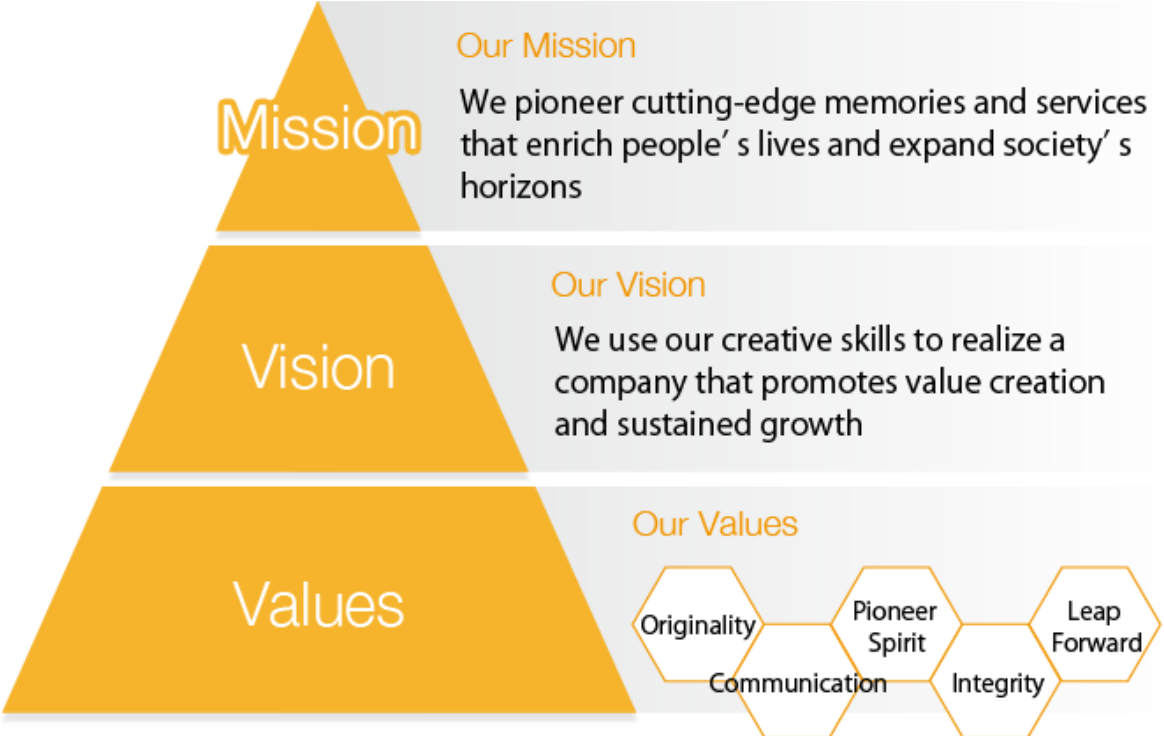 Mission
Our Mission
We pioneer cutting-edge memories and services
that enrich people’ s lives and expand society’ s
horizons
Vision
Our Vision
We use our creative skills to realize a
company that promotes value creation
and sustained growth
Values
Our Values
Originality
Communication
Pioneer
Spirit
Integrity
Leap
Forward